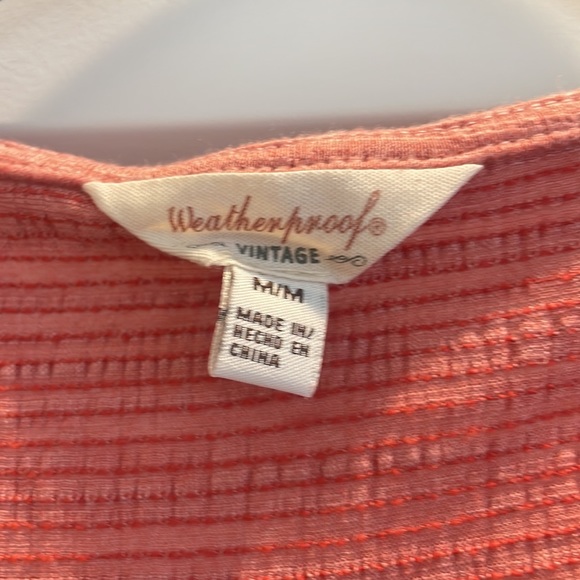 Weatherproof®
VINTAGE
M/M
MADE IN/
HECHO EN
CHINA